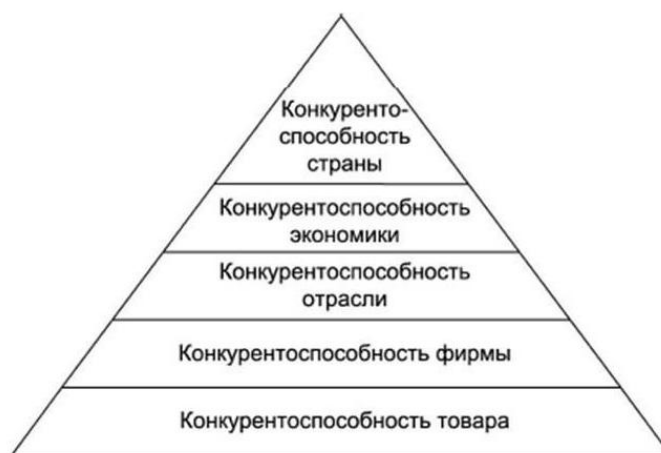 Конкуренто-
способность
страны
Конкурентоспособность
экономики
Конкурентоспособность
отрасли
Конкурентоспособность фирмы
Конкурентоспособность товара